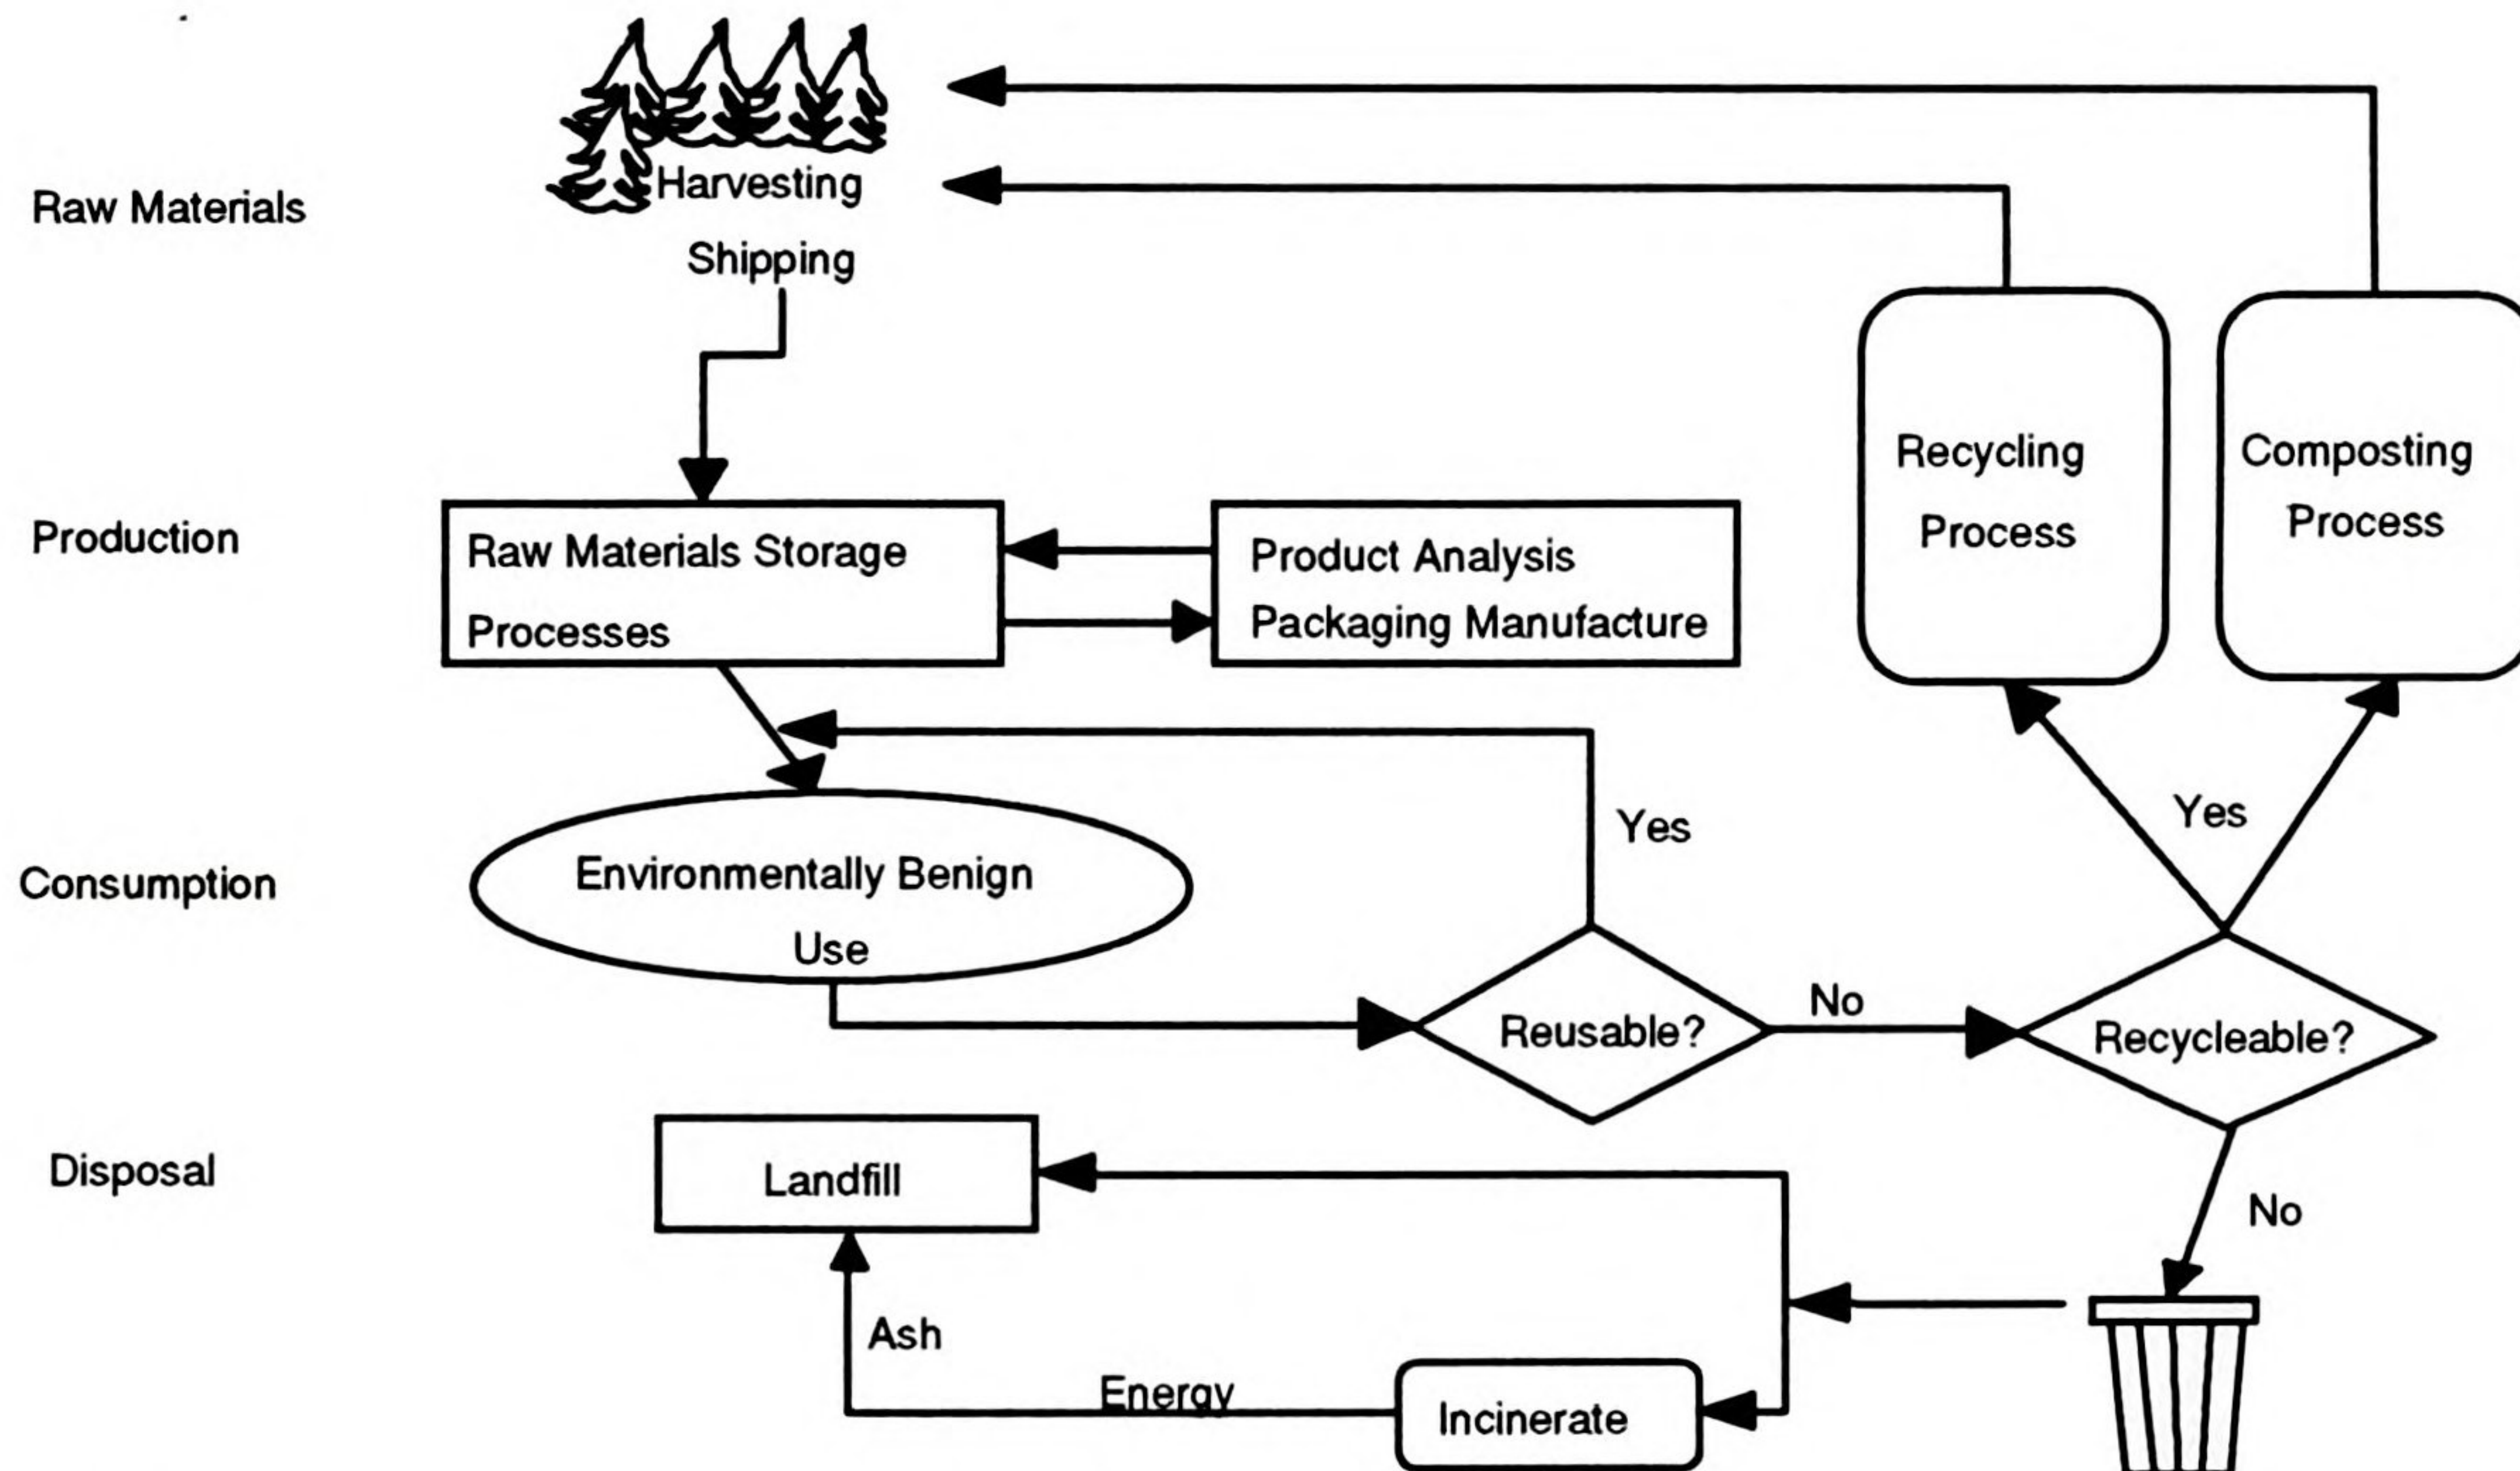 Raw Materials
Harvesting
Shipping
Production
Raw Materials Storage
Processes
Product Analysis
Packaging Manufacture
Recycling
Process
Composting
Process
Consumption
Environmentally Benign
Use
Yes
Yes
Reusable?
No
Recycleable?
Disposal
Landfill
No
Ash
Energy
Incinerate